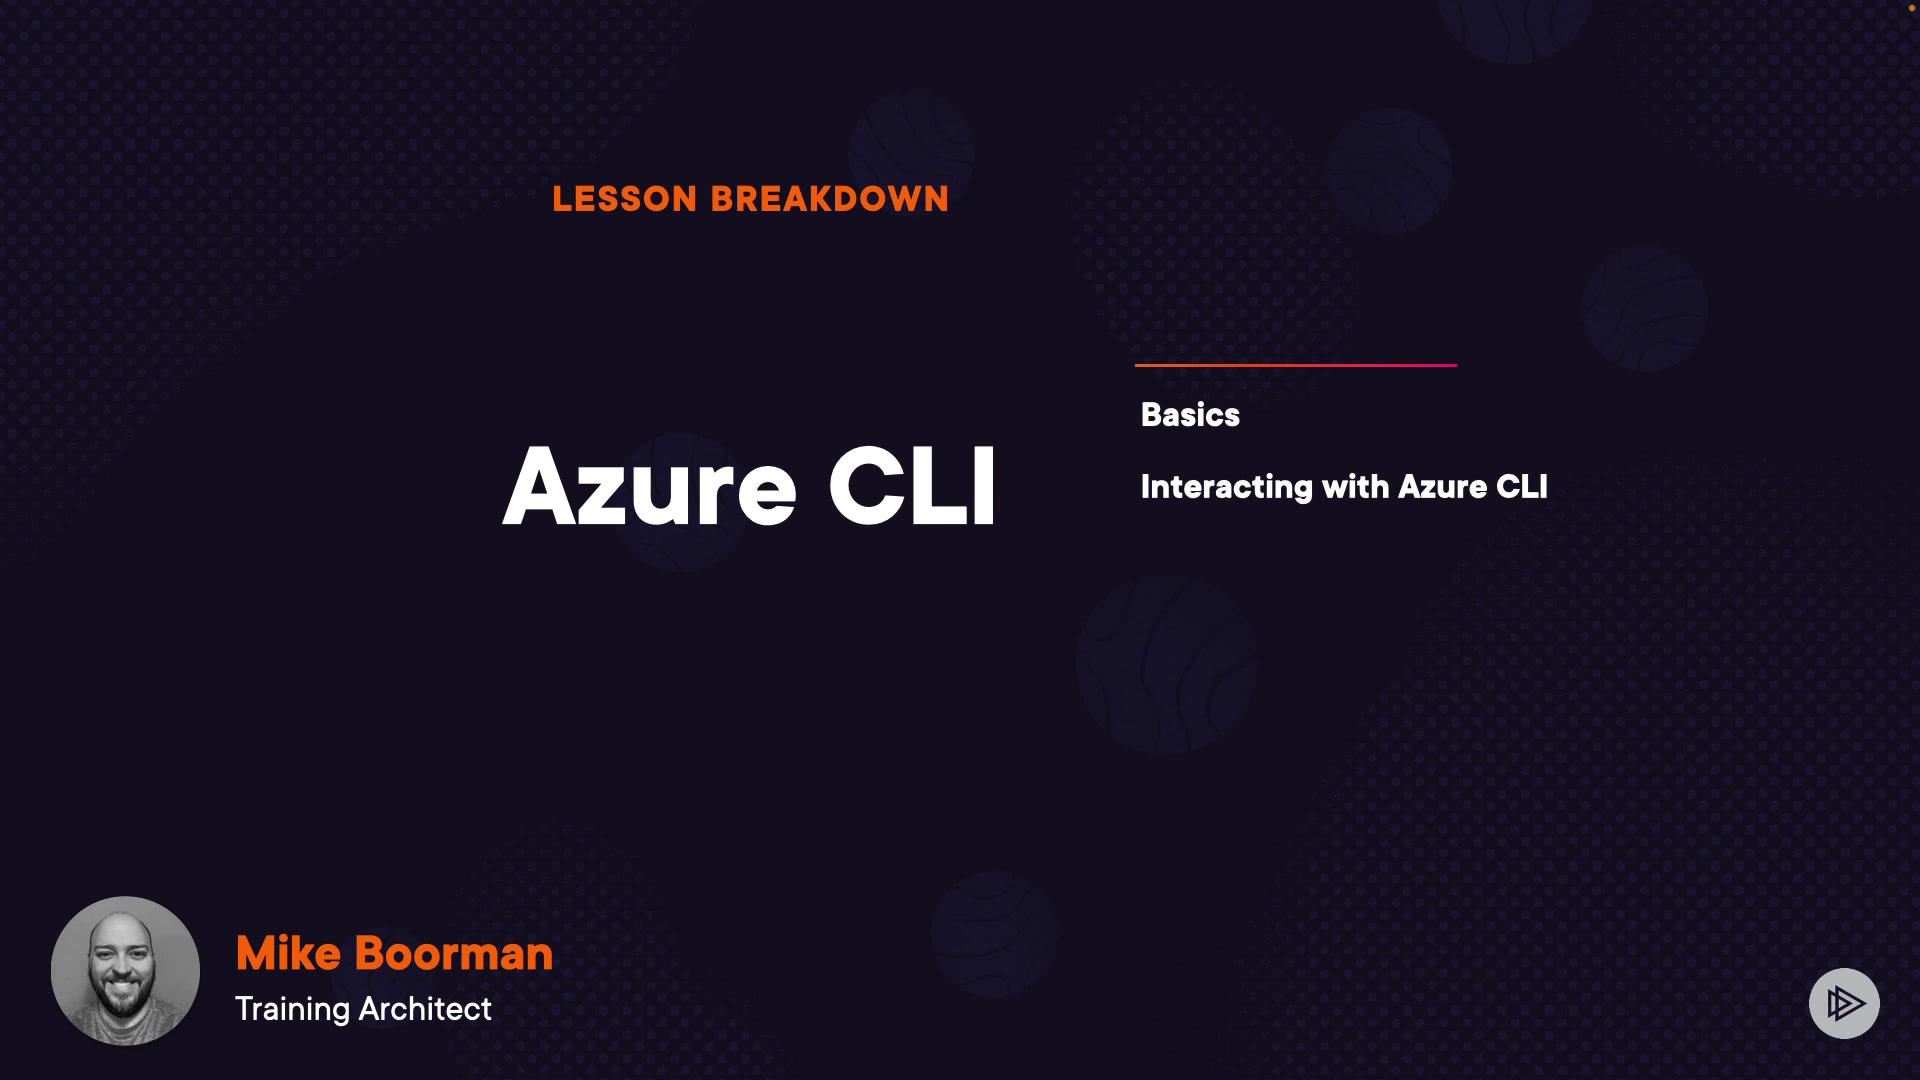 LESSON BREAKDOWN
Azure CLI
Basics
Interacting with Azure CLI
Mike Boorman
Training Architect